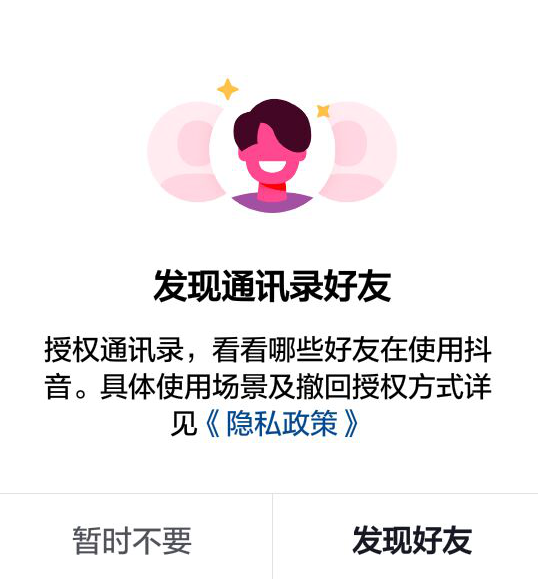 发现通讯录好友
授权通讯录，看看哪些好友在使用抖
音。具体使用场景及撤回授权方式详
见《隐私政策》
暂时不要
发现好友